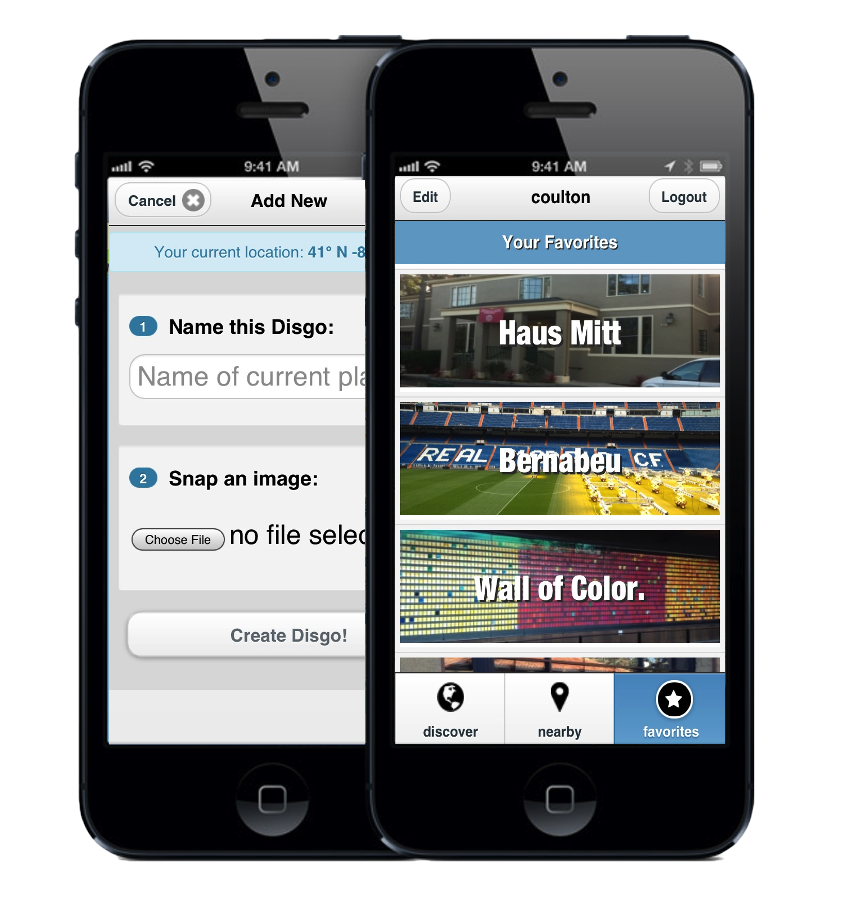 9:41 AM
Cancel
Add New
Your current location: 41° N -8
1 Name this Disgo:
Name of current pla
2 Snap an image:
Choose File no file selec
Create Disgo!
9:41 AM
Edit
coulton
Logout
Your Favorites
Haus Mitt
REAL C.F.
Bernabeu
Wall of Color.
discover
nearby
favorites